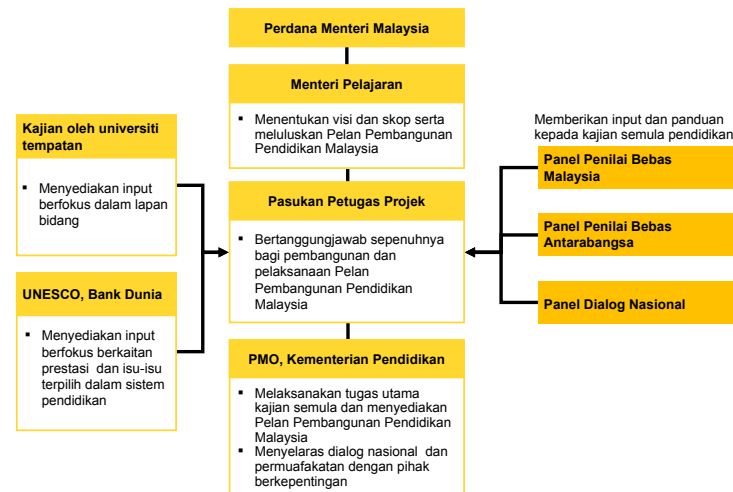 Perdana Menteri Malaysia
Menteri Pelajaran
▪ Menentukan visi dan skop serta
meluluskan Pelan Pembangunan
Pendidikan Malaysia
Kajian oleh universiti
tempatan
▪ Menyediakan input
berfokus dalam lapan
bidang
UNESCO, Bank Dunia
▪ Menyediakan input
berfokus berkaitan
prestasi dan isu-isu
terpilih dalam sistem
pendidikan
Pasukan Petugas Projek
▪ Bertanggungjawab sepenuhnya
bagi pembangunan dan
pelaksanaan Pelan
Pembangunan Pendidikan
Malaysia
PMO, Kementerian Pendidikan
▪ Melaksanakan tugas utama
kajian semula dan menyediakan
Pelan Pembangunan Pendidikan
Malaysia
▪ Menyelaras dialog nasional dan
permuafakatan dengan pihak
berkepentingan
Memberikan input dan panduan
kepada kajian semula pendidikan
Panel Penilai Bebas
Malaysia
Panel Penilai Bebas
Antarabangsa
Panel Dialog Nasional